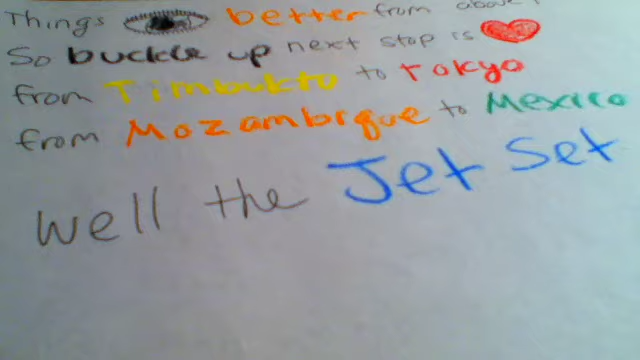 Things better from above
So buckle up next stop is
from Timbukto to Tokyo
from Mozambique to Mexico
Well the Jet Set